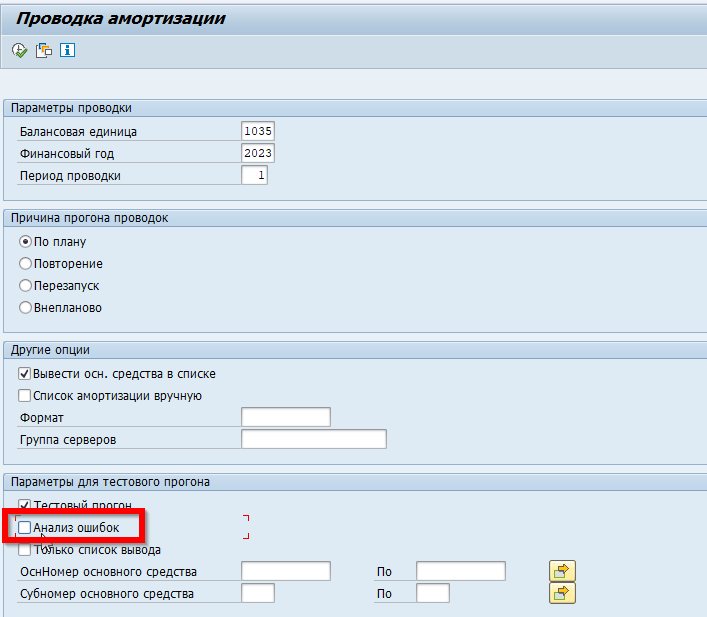 Проводка амортизации
Параметры проводки
Балансовая единица 1035
Финансовый год 2023
Период проводки 1
Причина прогона проводок
По плану
Повторение
Перезапуск
Внепланово
Другие опции
Вывести осн. средства в списке
Список амортизации вручную
Формат
Группа серверов
Параметры для тестового прогона
Тестовый прогон
Анализ ошибок
Только список вывода
ОснНомер основного средства По
Субномер основного средства По